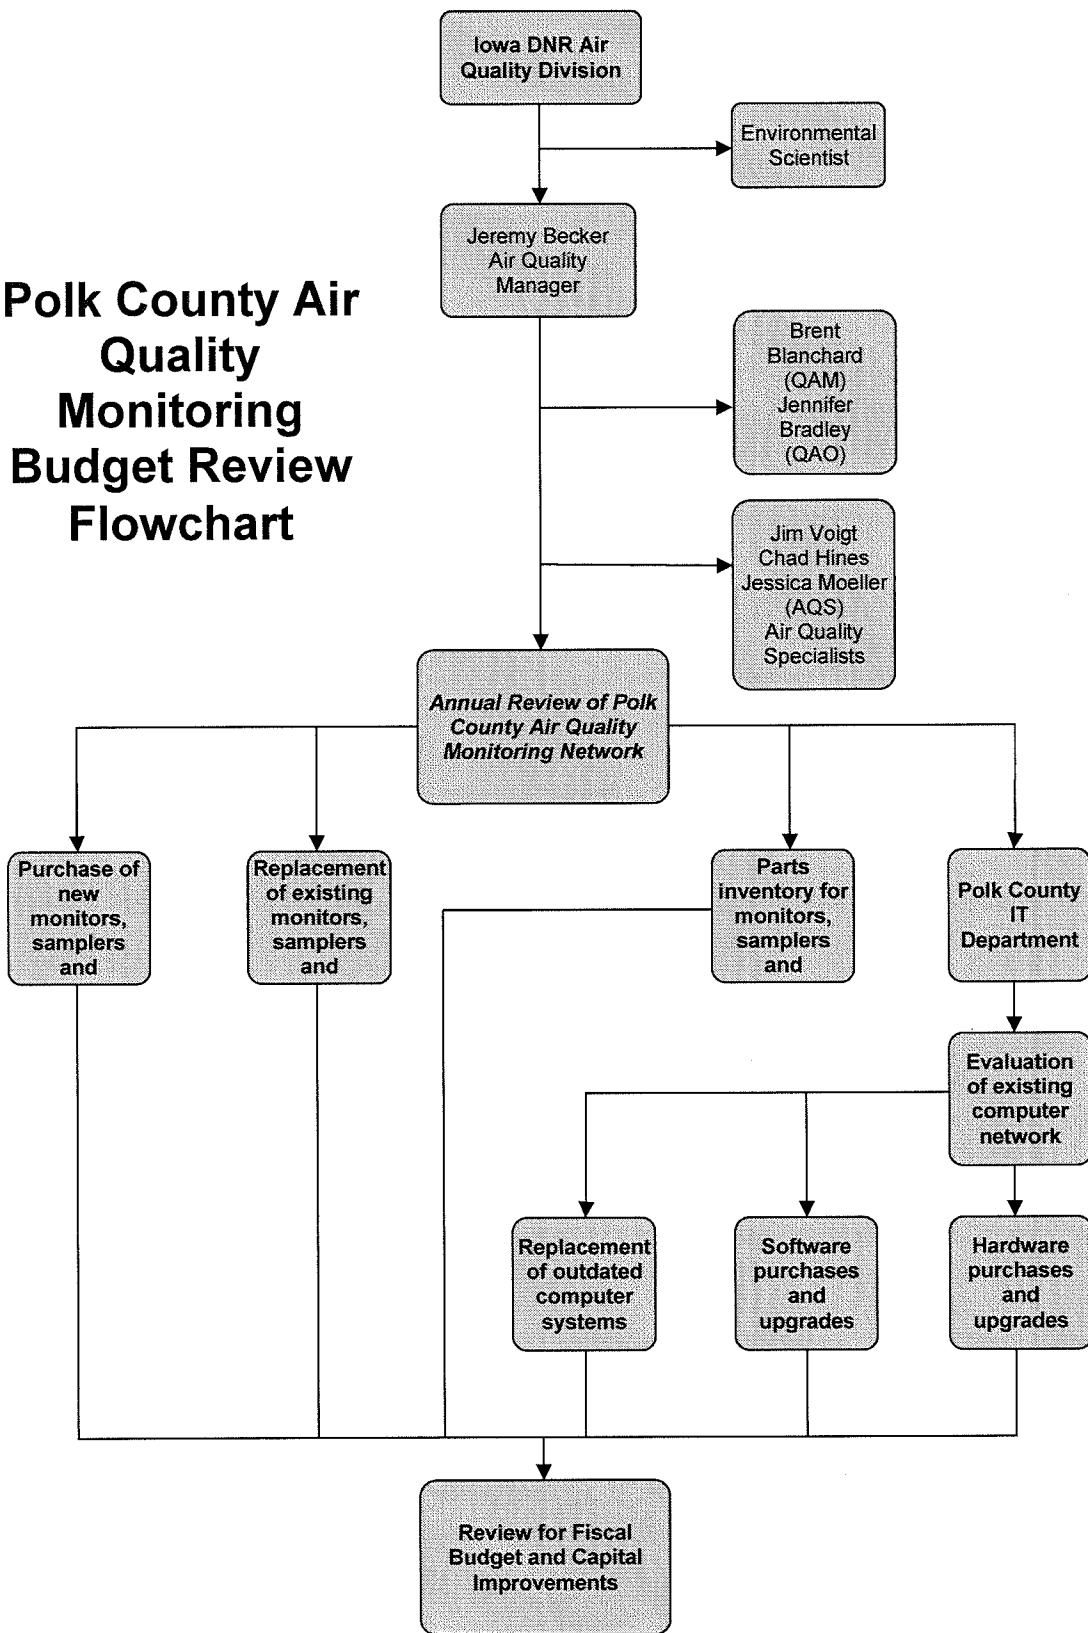 Iowa DNR Air
Quality Division
Environmental
Scientist
Jeremy Becker
Air Quality
Manager
Polk County Air
Quality
Monitoring
Budget Review
Flowchart
Brent
Blanchard
(QAM)
Jennifer
Bradley
(QAO)
Jim Voigt
Chad Hines
Jessica Moeller
(AQS)
Air Quality
Specialists
Annual Review of Polk
County Air Quality
Monitoring Network
Purchase of
new
monitors,
samplers
and
Replacement
of existing
monitors,
samplers
and
Parts
inventory for
monitors,
samplers
and
Polk County
IT
Department
Evaluation
of existing
computer
network
Replacement
of outdated
computer
systems
Software
purchases
and
upgrades
Hardware
purchases
and
upgrades
Review for Fiscal
Budget and Capital
Improvements